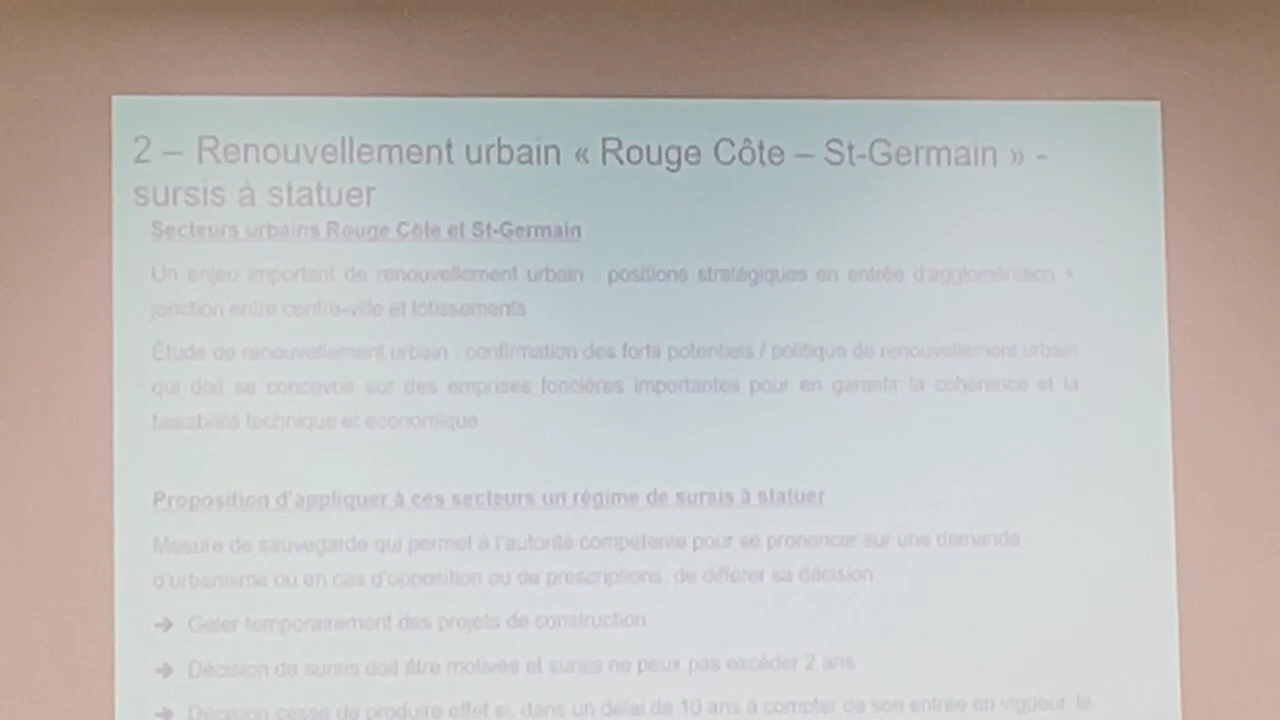 2 – Renouvellement urbain « Rouge Côte – St-Germain » -
sursis à statuer
Secteurs urbains Rouge Côte et St-Germain
Un enjeu important de renouvellement urbain : positions stratégiques en entrée d'agglomération +
jonction entre centre-ville et lotissements
Étude de renouvellement urbain : confirmation des forts potentiels / politique de renouvellement urbain
qui doit se concevoir sur des emprises foncières importantes pour en garantir la cohérence et la
faisabilité technique et économique
Proposition d'appliquer à ces secteurs un régime de sursis à statuer
Mesure de sauvegarde qui permet à l'autorité compétente pour se prononcer sur une demande
d'urbanisme ou en cas d'opposition ou de prescriptions, de différer sa décision
➔ Geler temporairement des projets de construction
➔ Décision de sursis doit être motivée et sursis ne peux pas excéder 2 ans
➔ Décision cesse de produire effet si, dans un délai de 10 ans à compter de son entrée en vigueur, la